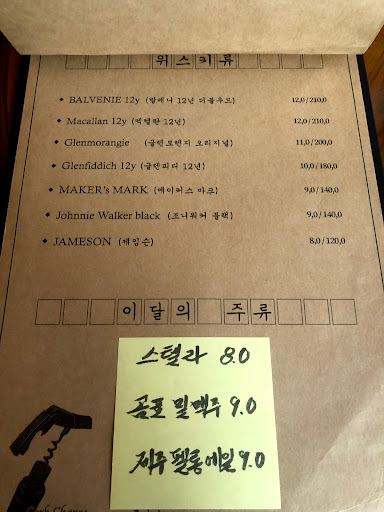 위스키류
◆ BALVENIE 12y (발베니 12년 더블우드) 12,0/210,0
◆ Macallan 12y (맥켈란 12년) 12,0/210,0
◆ Glenmorangie (글렌모렌지 오리지널) 11,0/200,0
◆ Glenfiddich 12y (글렌피디 12년) 10,0/180,0
◆ MAKER's MARK (메이커스 마크) 9,0/140,0
◆ Johnnie Walker black (조니워커 블랙) 9,0/140,0
◆ JAMESON (제임슨) 8,0/120,0
이달의 주류
스텔라 8.0
곰표 밀맥주 9.0
제주 펠롱에일 9.0